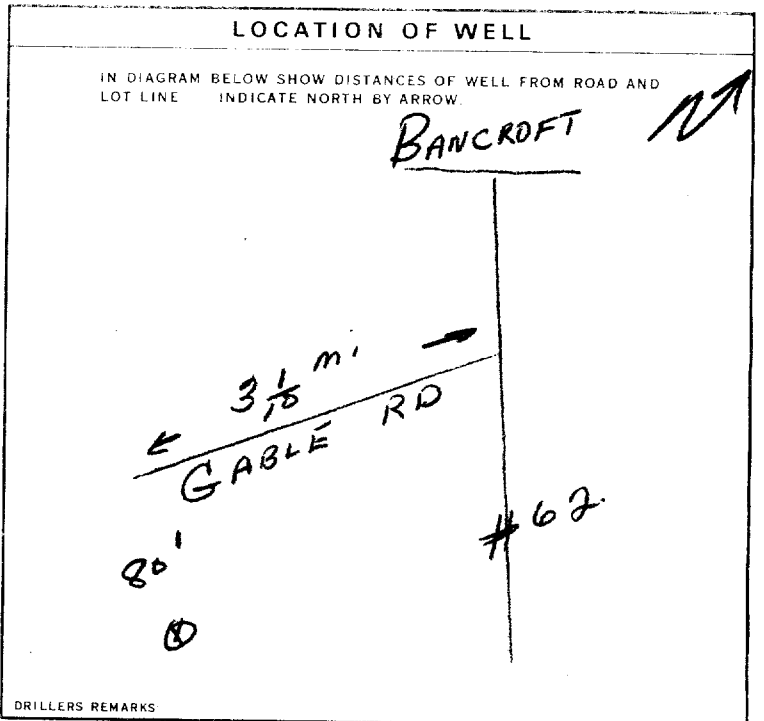 LOCATION OF WELL
IN DIAGRAM BELOW SHOW DISTANCES OF WELL FROM ROAD AND
LOT LINE INDICATE NORTH BY ARROW.
BANCROFT
N
3 1/10 mi
GABLE RD
#62.
80'
DRILLERS REMARKS